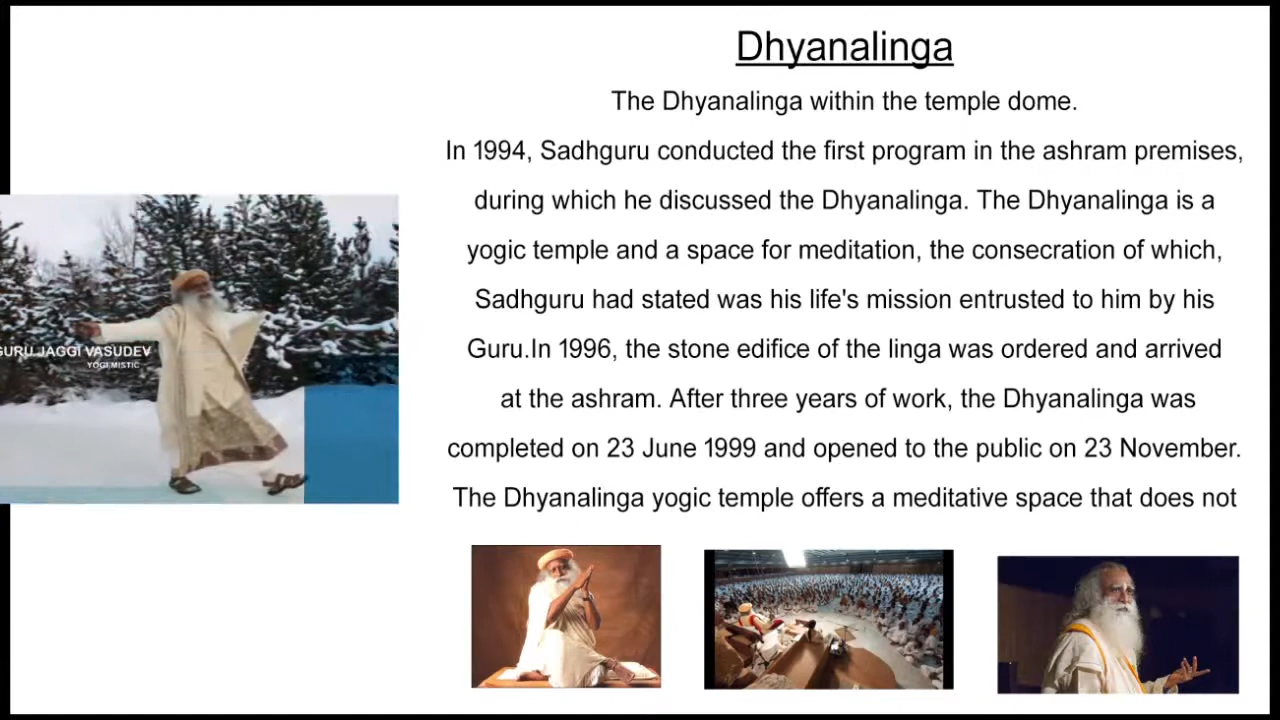 Dhyanalinga
The Dhyanalinga within the temple dome.
In 1994, Sadhguru conducted the first program in the ashram premises,
during which he discussed the Dhyanalinga. The Dhyanalinga is a
yogic temple and a space for meditation, the consecration of which,
Sadhguru had stated was his life's mission entrusted to him by his
Guru.In 1996, the stone edifice of the linga was ordered and arrived
at the ashram. After three years of work, the Dhyanalinga was
completed on 23 June 1999 and opened to the public on 23 November.
The Dhyanalinga yogic temple offers a meditative space that does not
GURU JAGGI VASUDEV
YOGI MISTIC